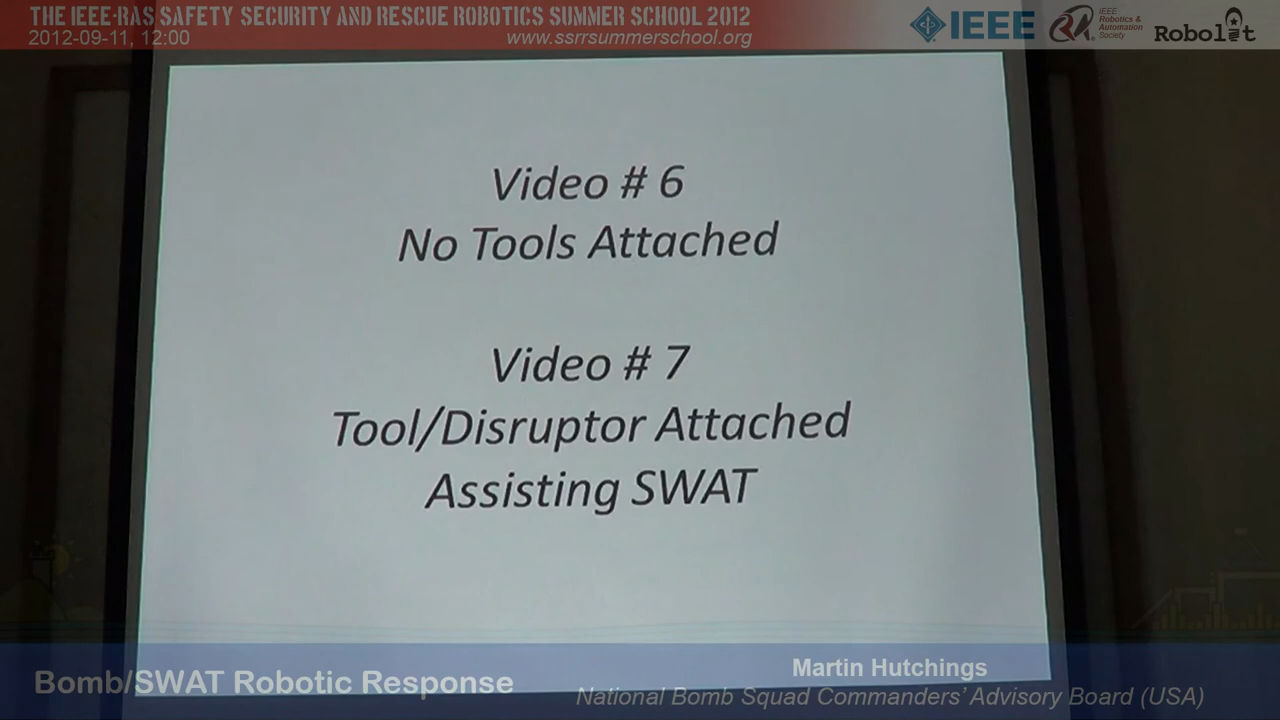 THE IEEE-RAS SAFETY SECURITY AND RESCUE ROBOTICS SUMMER SCHOOL 2012
2012-09-11, 12:00
www.ssrrsummerschool.org
IEEE
IEEE
Robotics &
Automation
Society
Robolit
Video # 6
No Tools Attached
Video # 7
Tool/Disruptor Attached
Assisting SWAT
Bomb/SWAT Robotic Response
Martin Hutchings
National Bomb Squad Commanders' Advisory Board (USA)